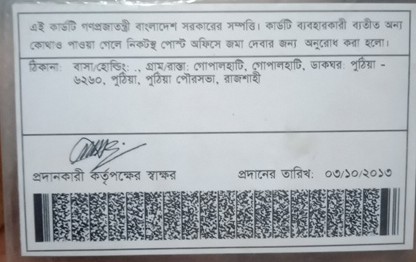 এই কার্ডটি গণপ্রজাতন্ত্রী বাংলাদেশ সরকারের সম্পত্তি। কার্ডটি ব্যবহারকারী ব্যতীত অন্য
কোথাও পাওয়া গেলে নিকটস্থ পোস্ট অফিসে জমা দেবার জন্য অনুরোধ করা হলো।
ঠিকানা: বাসা/হোল্ডিং: ., গ্রাম/রাস্তা: গোপালহাটি, গোপালহাটি, ডাকঘর: পুঠিয়া -
৬২৬০, পুঠিয়া, পুঠিয়া পৌরসভা, রাজশাহী
প্রদানকারী কর্তৃপক্ষের স্বাক্ষর প্রদানের তারিখ: ০৩/১০/২০১৩